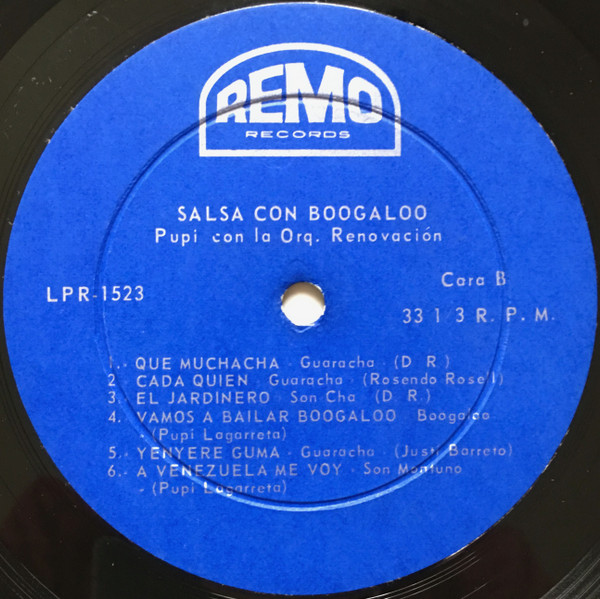 REMO
RECORDS
SALSA CON BOOGALOO
Pupi con la Orq. Renovación
LPR-1523
Cara B
33 1 3 R. P. M.
1. - QUE MUCHACHA - Guaracha - (D R)
2 CADA QUIEN - Guaracha - (Rosendo Rosell)
3. EL JARDINERO - Son Cha (D R.)
4. VAMOS A BAILAR BOOGALOO Boogaloo
- (Pupi Lagarreta)
5 YENYERE GUMA - Guaracha - (Justi Barreto)
6. - A VENEZUELA ME VOY - Son Montuno
- (Pupi Lagarreta)